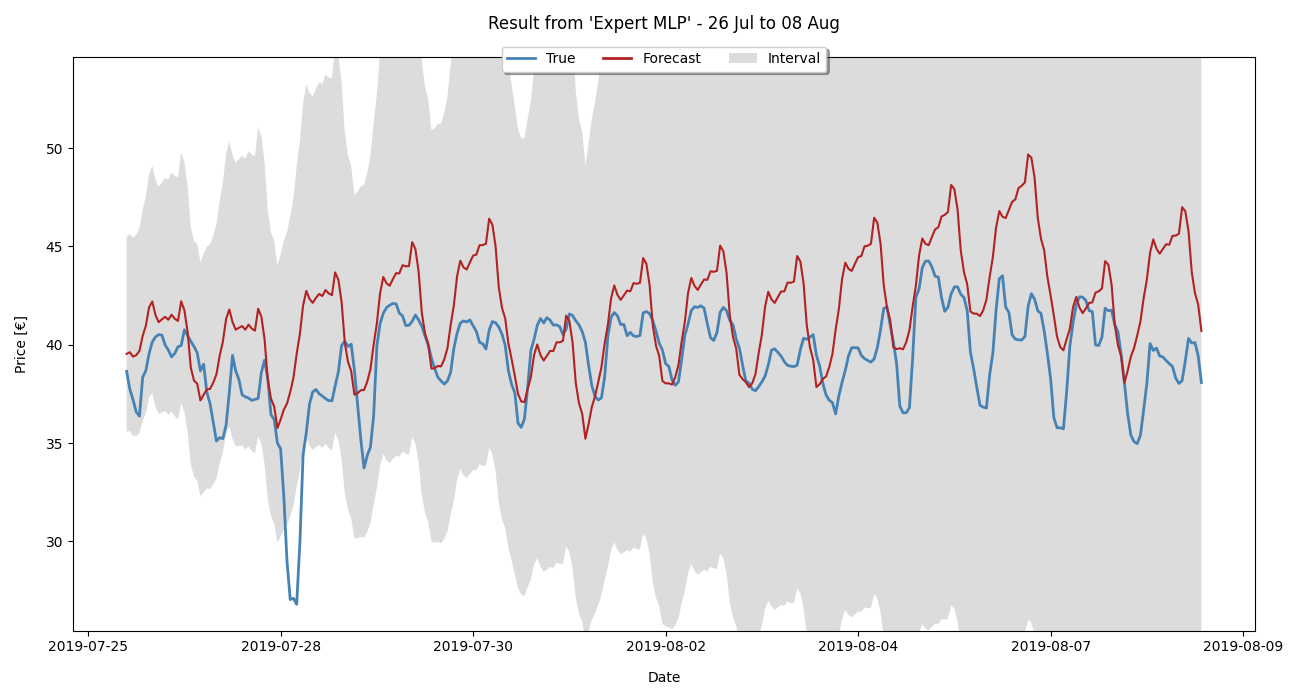 Result from 'Expert MLP' - 26 Jul to 08 Aug
True Forecast Interval
Price [€]
50
45
40
35
30
2019-07-25 2019-07-28 2019-07-30 2019-08-02 2019-08-04 2019-08-07 2019-08-09
Date